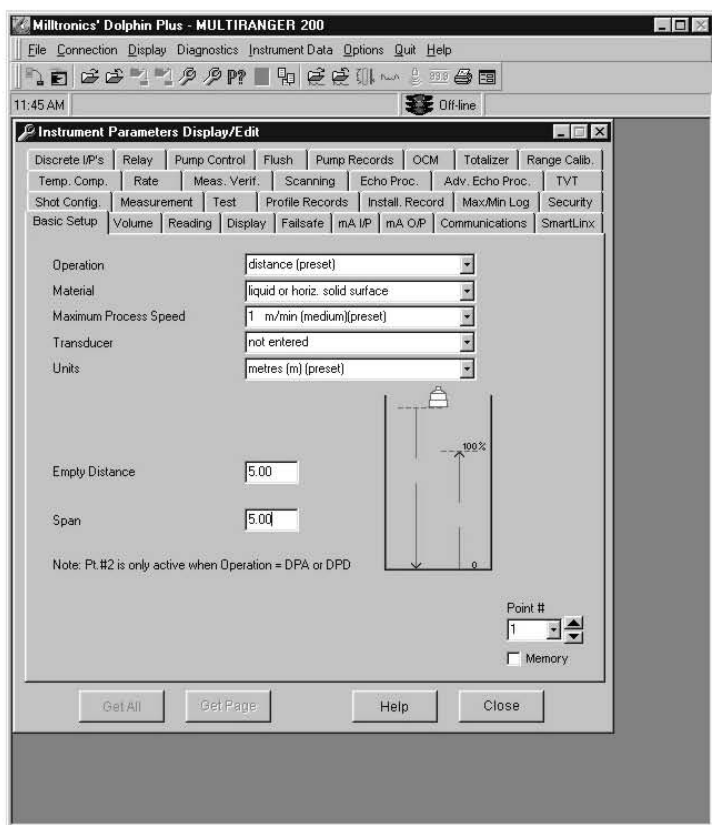 Milltronics' Dolphin Plus - MULTIRANGER 200
File Connection Display Diagnostics Instrument Data Options Quit Help
P?
11:45 AM Off-line
Instrument Parameters Display/Edit
Discrete I/P's Relay Pump Control Flush Pump Records OCM Totalizer Range Calib.
Temp. Comp. Rate Meas. Verif. Scanning Echo Proc. Adv. Echo Proc. TVT
Shot Config. Measurement Test Profile Records Install. Record Max/Min Log Security
Basic Setup Volume Reading Display Failsafe mA I/P mA O/P Communications SmartLinx
Operation distance (preset)
Material liquid or horiz. solid surface
Maximum Process Speed 1 m/min (medium)(preset)
Transducer not entered
Units metres (m) (preset)
100%
Empty Distance 5.00
Span 5.00
Note: Pt.#2 is only active when Operation = DPA or DPD
0
Point #
1
Memory
Get All Get Page Help Close